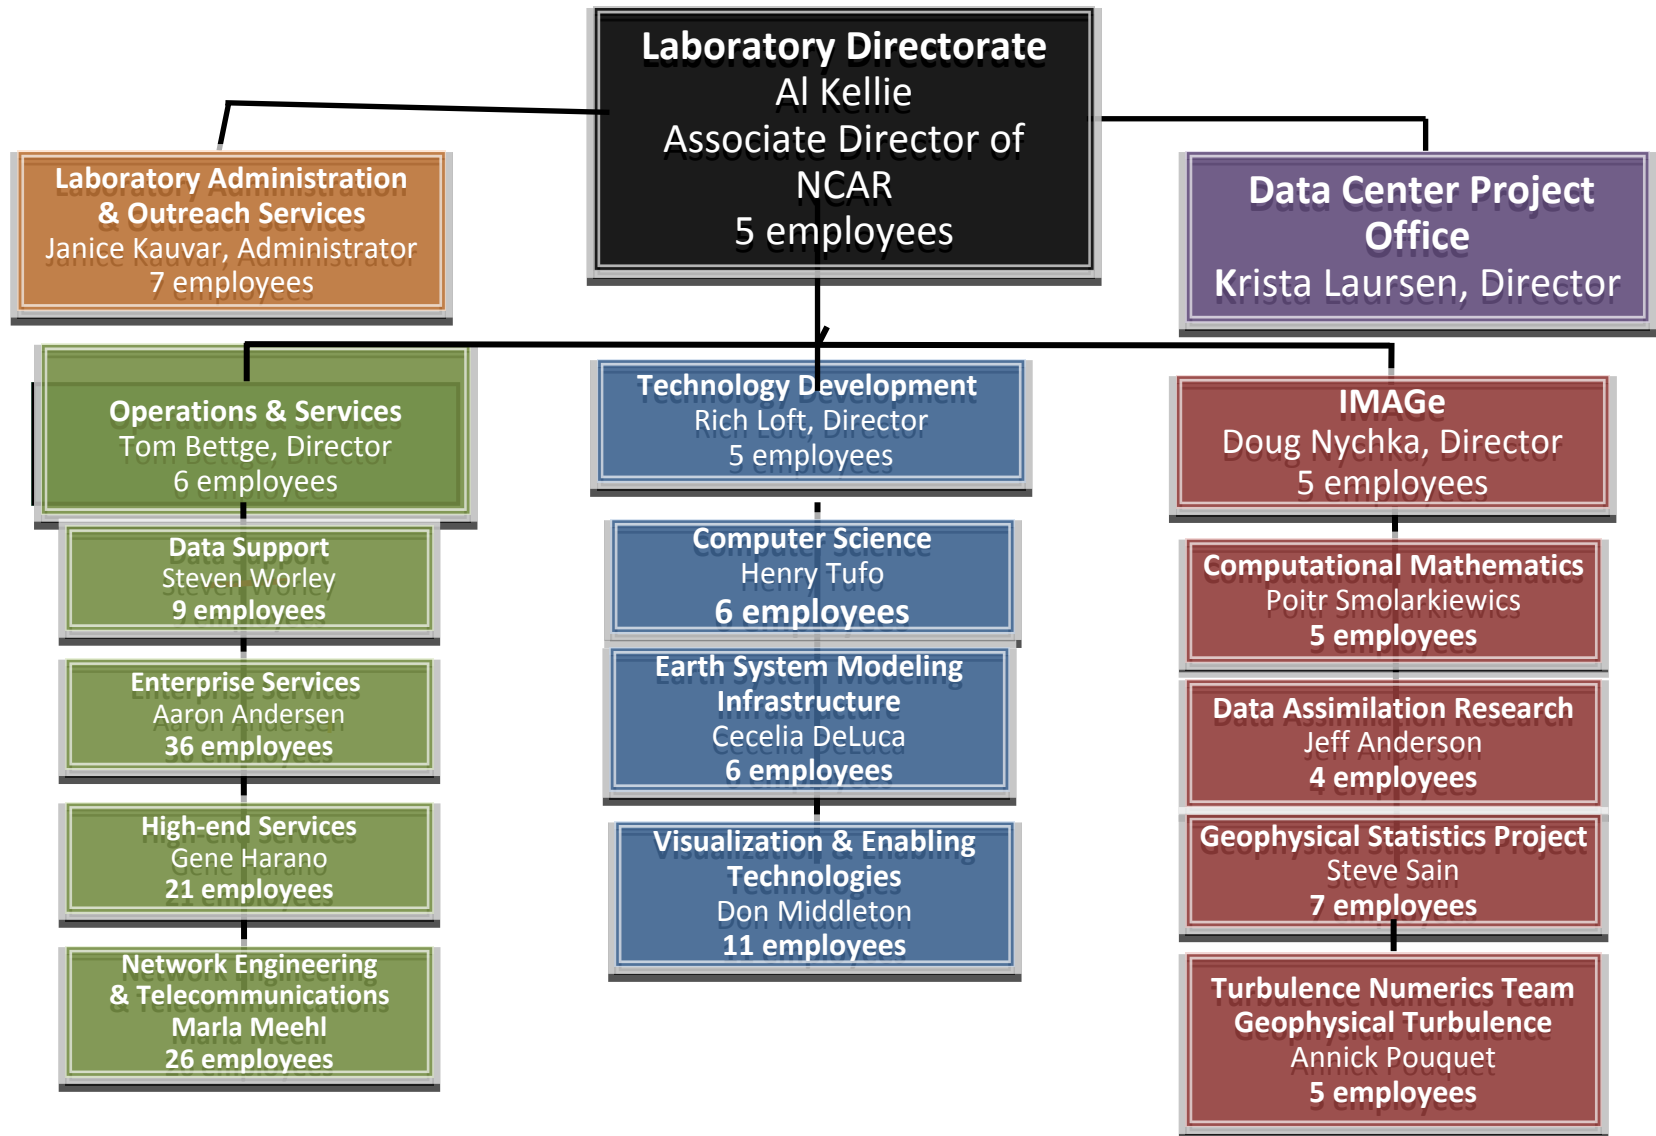 Laboratory Directorate
Al Kellie
Associate Director of
NCAR
5 employees
Laboratory Administration
& Outreach Services
Janice Kauvar, Administrator
7 employees
Data Center Project
Office
Krista Laursen, Director
Operations & Services
Tom Bettge, Director
6 employees
Data Support
Steven Worley
9 employees
Enterprise Services
Aaron Andersen
36 employees
High-end Services
Gene Harano
21 employees
Network Engineering
& Telecommunications
Marla Meehl
26 employees
Technology Development
Rich Loft, Director
5 employees
Computer Science
Henry Tufo
6 employees
Earth System Modeling
Infrastructure
Cecelia DeLuca
6 employees
Visualization & Enabling
Technologies
Don Middleton
11 employees
IMAGe
Doug Nychka, Director
5 employees
Computational Mathematics
Poitr Smolarkiewics
5 employees
Data Assimilation Research
Jeff Anderson
4 employees
Geophysical Statistics Project
Steve Sain
7 employees
Turbulence Numerics Team
Geophysical Turbulence
Annick Pouquet
5 employees